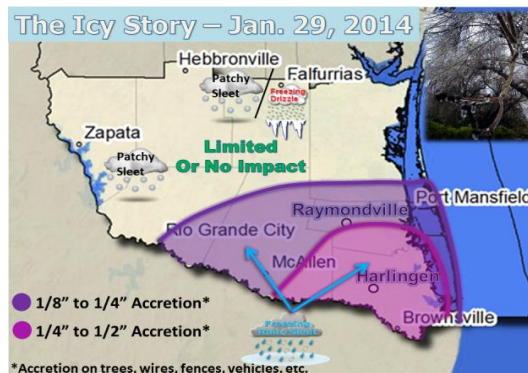 The Icy Story – Jan. 29, 2014
Hebbronville
Patchy
Sleet
Falfurrias
Freezing
Drizzle
Zapata
Patchy
Sleet
Limited
Or No Impact
Port Mansfield
Raymondville
Rio Grande City
McAllen
Harlingen
Brownsville
1/8” to 1/4” Accretion*
1/4” to 1/2” Accretion*
Freezing
*Accretion on trees, wires, fences, vehicles, etc.